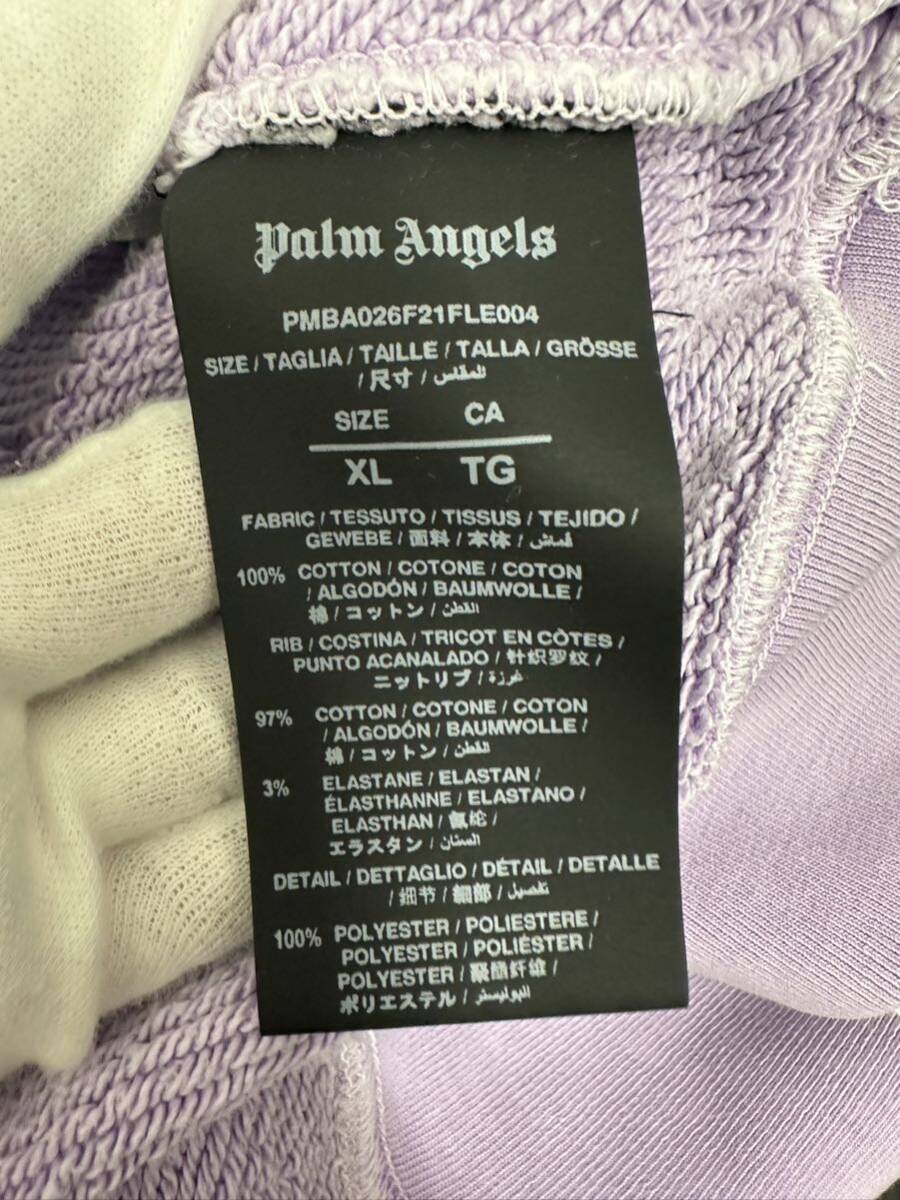 Palm Angels
PMBA026F21FLE004
SIZE / TAGLIA / TAILLE / TALLA / GRÖSSE
/ 尺寸 / المقاس
SIZE CA
XL TG
FABRIC / TESSUTO / TISSUS / TEJIDO /
GEWEBE / 面料 / 本体 / قماش
100% COTTON / COTONE / COTON
/ ALGODÓN / BAUMWOLLE /
棉 / コットン / القطن
RIB / COSTINA / TRICOT EN CÒTES /
PUNTO ACANALADO / 针织罗纹 /
ニットリブ / غرزة
97% COTTON / COTONE / COTON
/ ALGODÓN / BAUMWOLLE /
棉 / コットン / القطن
3% ELASTANE / ELASTAN /
ÉLASTHANNE / ELASTANO /
ELASTHAN / 氨纶 /
エラスタン /
DETAIL / DETTAGLIO / DÉTAIL / DETALLE
/ 细节 / 細部 / تفصيل
100% POLYESTER / POLIESTERE /
POLYESTER / POLIÉSTER /
POLYESTER / 聚酯纤维 /
ポリエステル / البوليستر